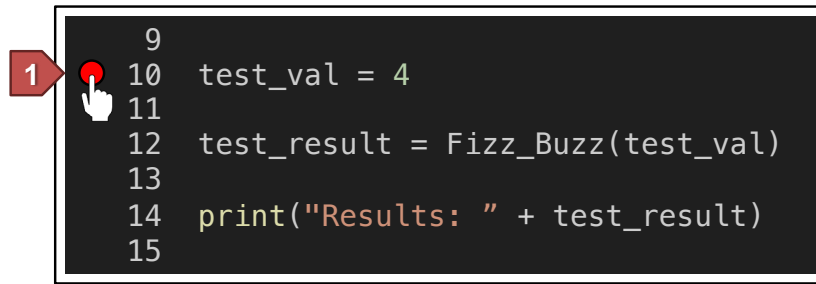 9
1
10 test_val = 4
11
12 test_result = Fizz_Buzz(test_val)
13
14 print("Results: ” + test_result)
15